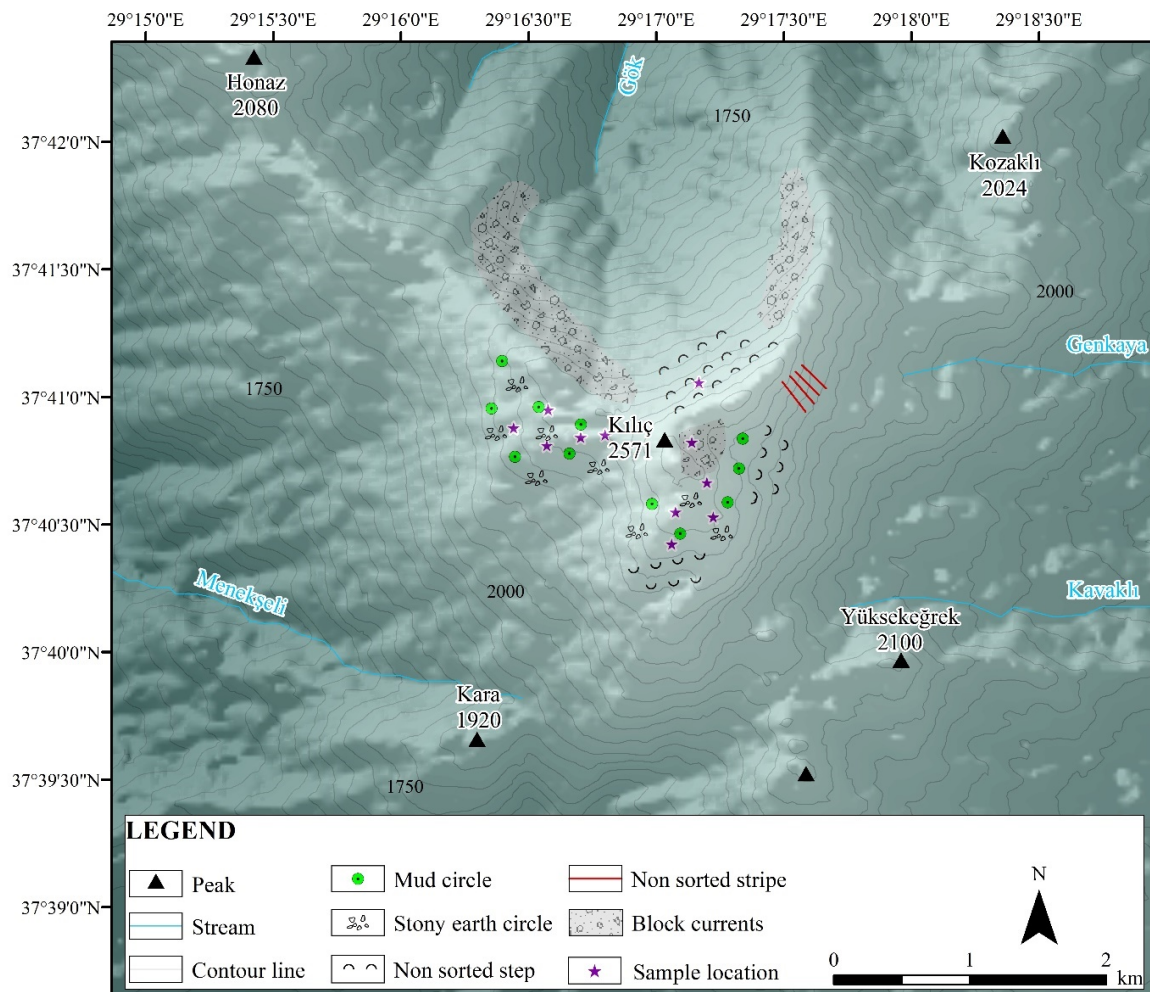 29°15'0"E
29°15'30"E
29°16'0"E
29°16'30"E
29°17'0"E
29°17'30"E
29°18'0"E
29°18'30"E
Honaz
2080
Gök
1750
37°42'0"N
Kozaklı
2024
37°41'30"N
2000
Genkaya
1750
37°41'0"N
Kılıç
2571
37°40'30"N
Menekşeli
2000
Kavaklı
Yüksekeğrek
2100
37°40'0"N
Kara
1920
37°39'30"N
1750
LEGEND
Peak
Mud circle
Non sorted stripe
N
37°39'0"N
Stream
Stony earth circle
Block currents
Contour line
Non sorted step
Sample location
0 1 2
km